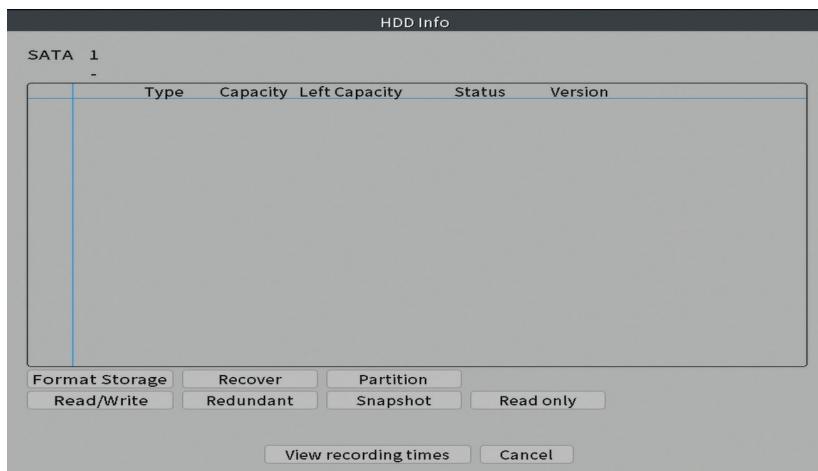 HDD Info
SATA 1
-
Type Capacity Left Capacity Status Version
Format Storage Recover Partition
Read/Write Redundant Snapshot Read only
View recording times Cancel